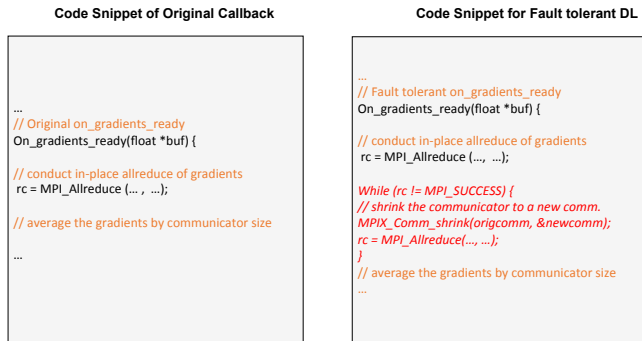 Code Snippet of Original Callback
…
// Original on_gradients_ready
On_gradients_ready(float *buf) {
// conduct in-place allreduce of gradients
rc = MPI_Allreduce (… , …);
// average the gradients by communicator size
…
Code Snippet for Fault tolerant DL
…
// Fault tolerant on_gradients_ready
On_gradients_ready(float *buf) {
// conduct in-place allreduce of gradients
rc = MPI_Allreduce (…, …);
While (rc != MPI_SUCCESS) {
// shrink the communicator to a new comm.
MPIX_Comm_shrink(origcomm, &newcomm);
rc = MPI_Allreduce(…, …);
}
// average the gradients by communicator size
…